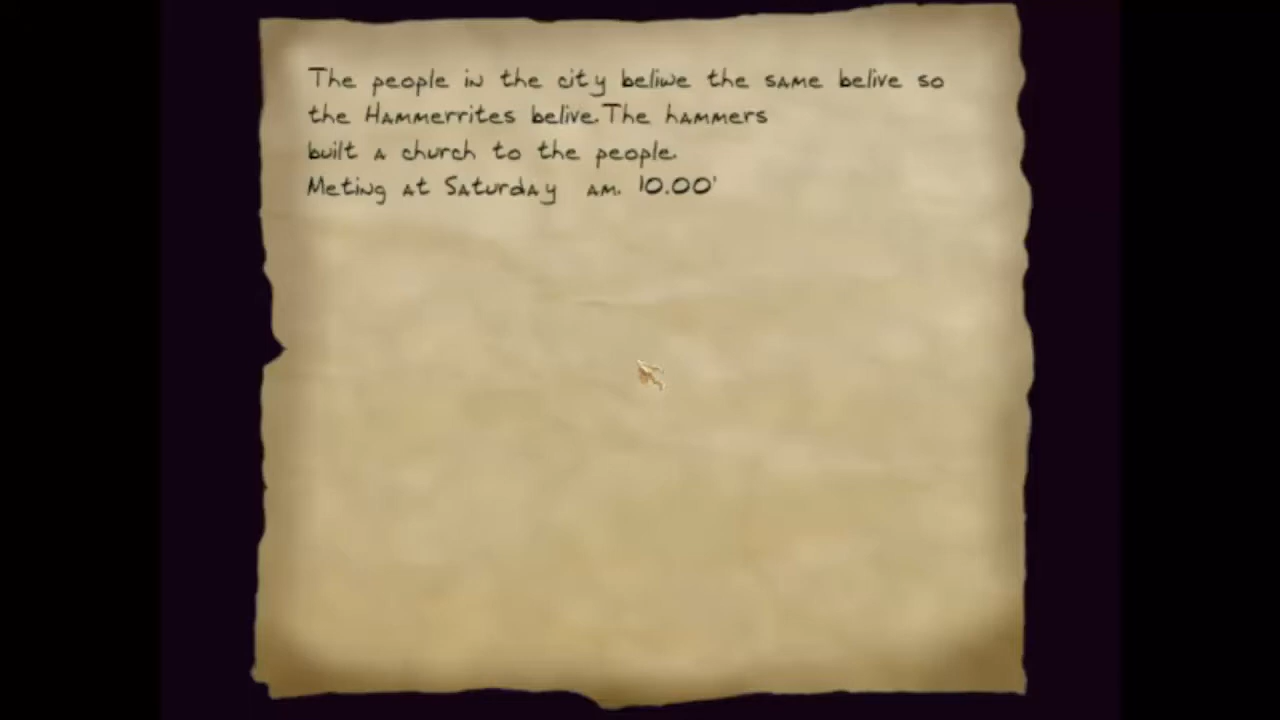 The people in the city beliwe the same belive so
the Hammerrites belive.The hammers
built a church to the people.
Meting at Saturday am. 10.00'